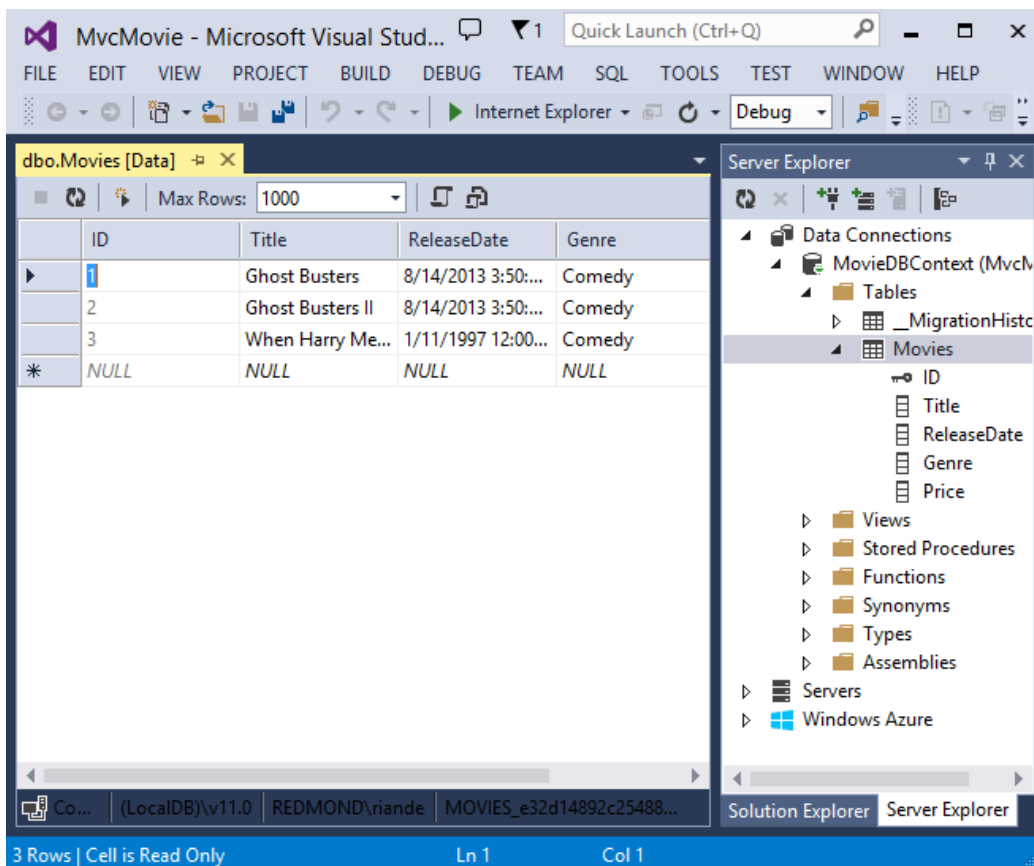 MvcMovie - Microsoft Visual Stud... 1 Quick Launch (Ctrl+Q)
FILE EDIT VIEW PROJECT BUILD DEBUG TEAM SQL TOOLS TEST WINDOW HELP
Internet Explorer Debug
dbo.Movies [Data]
Max Rows: 1000
ID Title ReleaseDate Genre
1 Ghost Busters 8/14/2013 3:50:... Comedy
2 Ghost Busters II 8/14/2013 3:50:... Comedy
3 When Harry Me... 1/11/1997 12:00... Comedy
NULL NULL NULL NULL
Co... (LocalDB)\v11.0 REDMOND\riande MOVIES_e32d14892c25488...
Server Explorer
Data Connections
MovieDBContext (MvcM
Tables
__MigrationHisto
Movies
ID
Title
ReleaseDate
Genre
Price
Views
Stored Procedures
Functions
Synonyms
Types
Assemblies
Servers
Windows Azure
Solution Explorer Server Explorer
3 Rows | Cell is Read Only Ln 1 Col 1